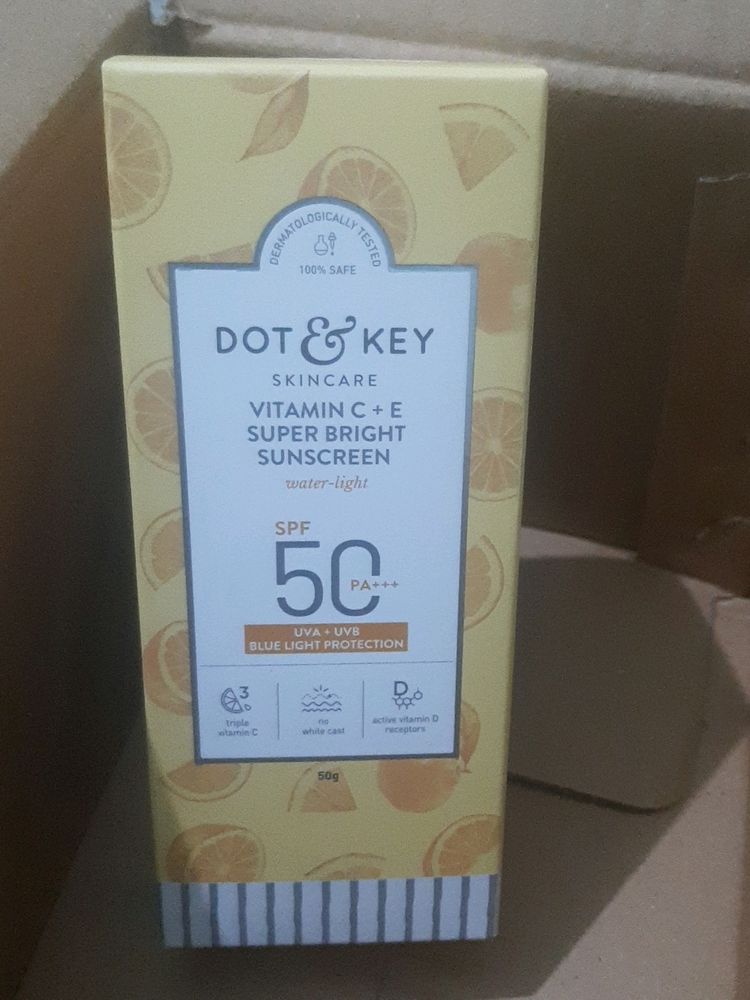 DERMATOLOGICALLY TESTED
100% SAFE
DOT & KEY
SKINCARE
VITAMIN C + E
SUPER BRIGHT
SUNSCREEN
water-light
SPF
50
PA+++
UVA + UVB
BLUE LIGHT PROTECTION
3
triple
vitamin C
no
white cast
D
active vitamin D
receptors
50g